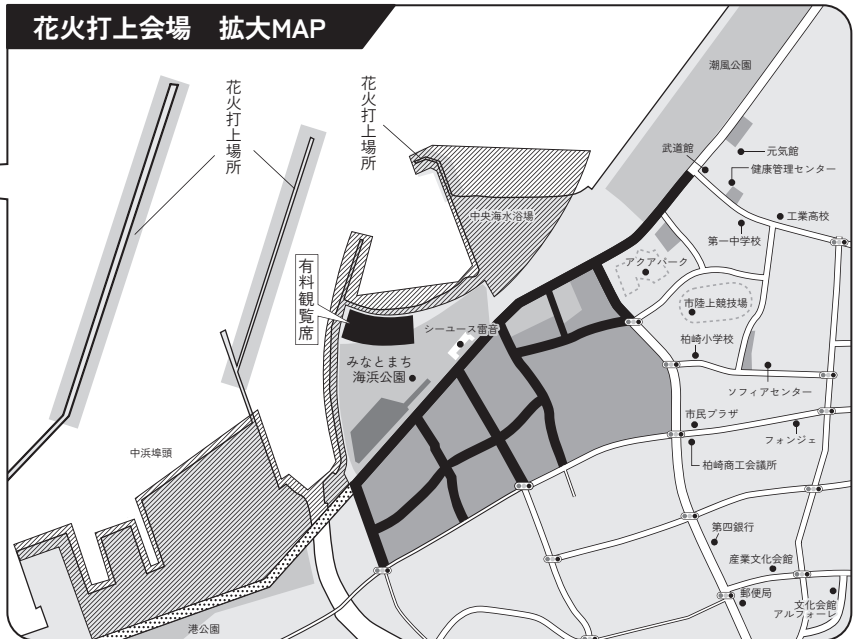 花火打上会場　拡大MAP
花火打上場所
花火打上場所
潮風公園
武道館
元気館
健康管理センター
工業高校
第一中学校
中央海水浴場
アクアパーク
有料観覧席
市陸上競技場
シーユース雷音
柏崎小学校
みなとまち
海浜公園
ソフィアセンター
市民プラザ
フォンジェ
中浜埠頭
柏崎商工会議所
第四銀行
産業文化会館
郵便局
文化会館
アルフォーレ
港公園